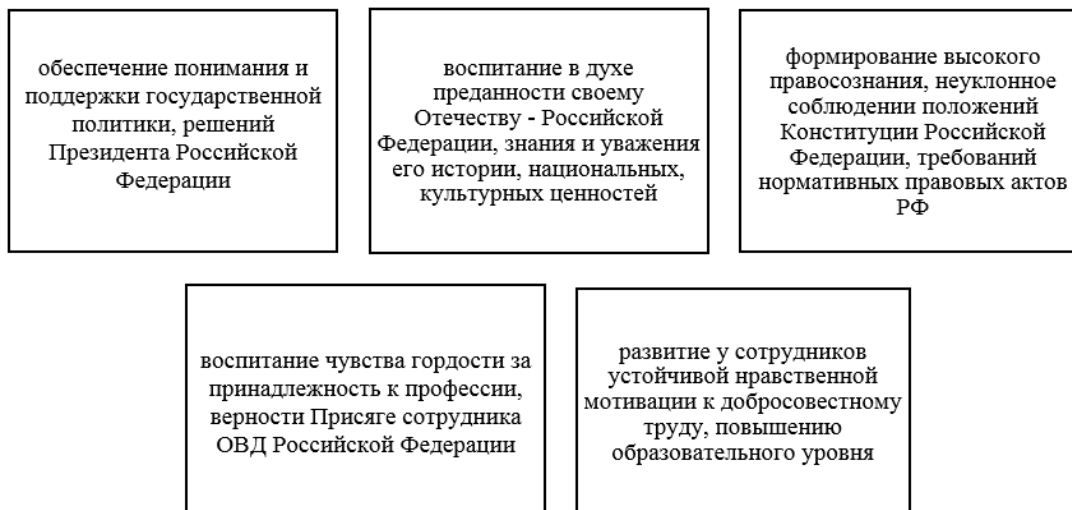 обеспечение понимания и
поддержки государственной
политики, решений
Президента Российской
Федерации
воспитание в духе
преданности своему
Отечеству - Российской
Федерации, знания и уважения
его истории, национальных,
культурных ценностей
формирование высокого
правосознания, неуклонное
соблюдении положений
Конституции Российской
Федерации, требований
нормативных правовых актов
РФ
воспитание чувства гордости за
принадлежность к профессии,
верности Присяге сотрудника
ОВД Российской Федерации
развитие у сотрудников
устойчивой нравственной
мотивации к добросовестному
труду, повышению
образовательного уровня